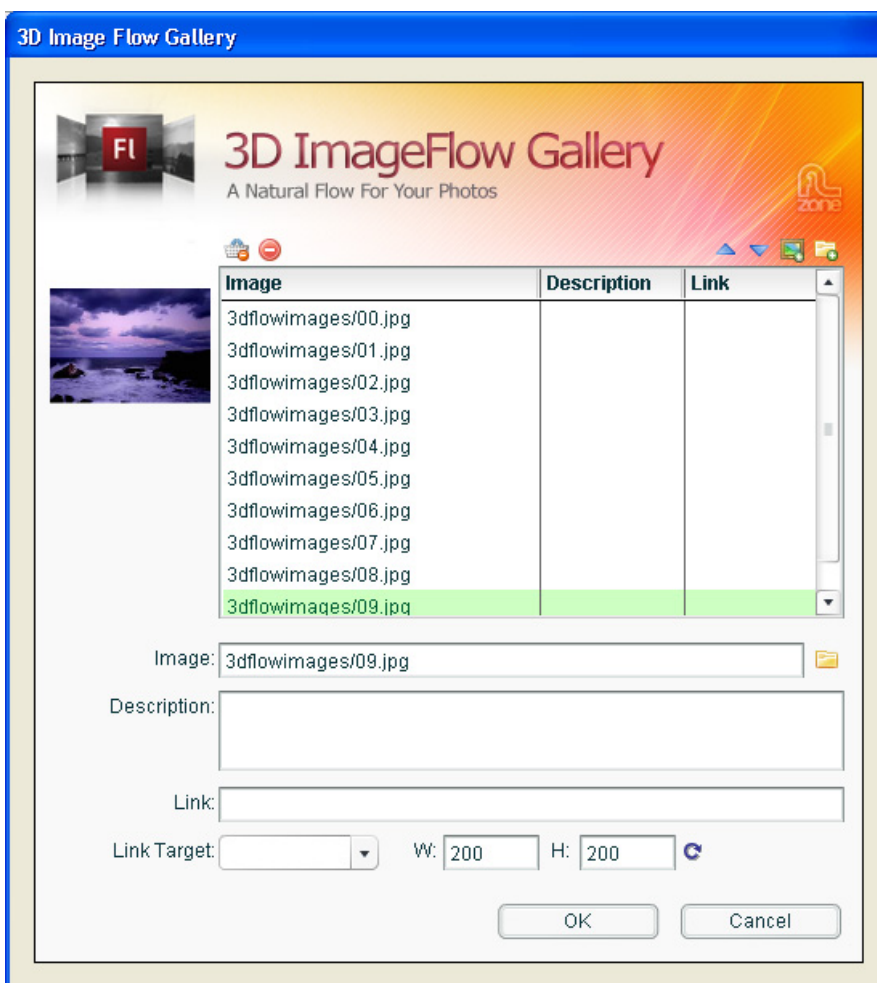 3D Image Flow Gallery
Fl
3D ImageFlow Gallery
A Natural Flow For Your Photos
FL
zone
Image Description Link
3dflowimages/00.jpg
3dflowimages/01.jpg
3dflowimages/02.jpg
3dflowimages/03.jpg
3dflowimages/04.jpg
3dflowimages/05.jpg
3dflowimages/06.jpg
3dflowimages/07.jpg
3dflowimages/08.jpg
3dflowimages/09.jpg
Image: 3dflowimages/09.jpg
Description:
Link:
Link Target: W: 200 H: 200
OK Cancel